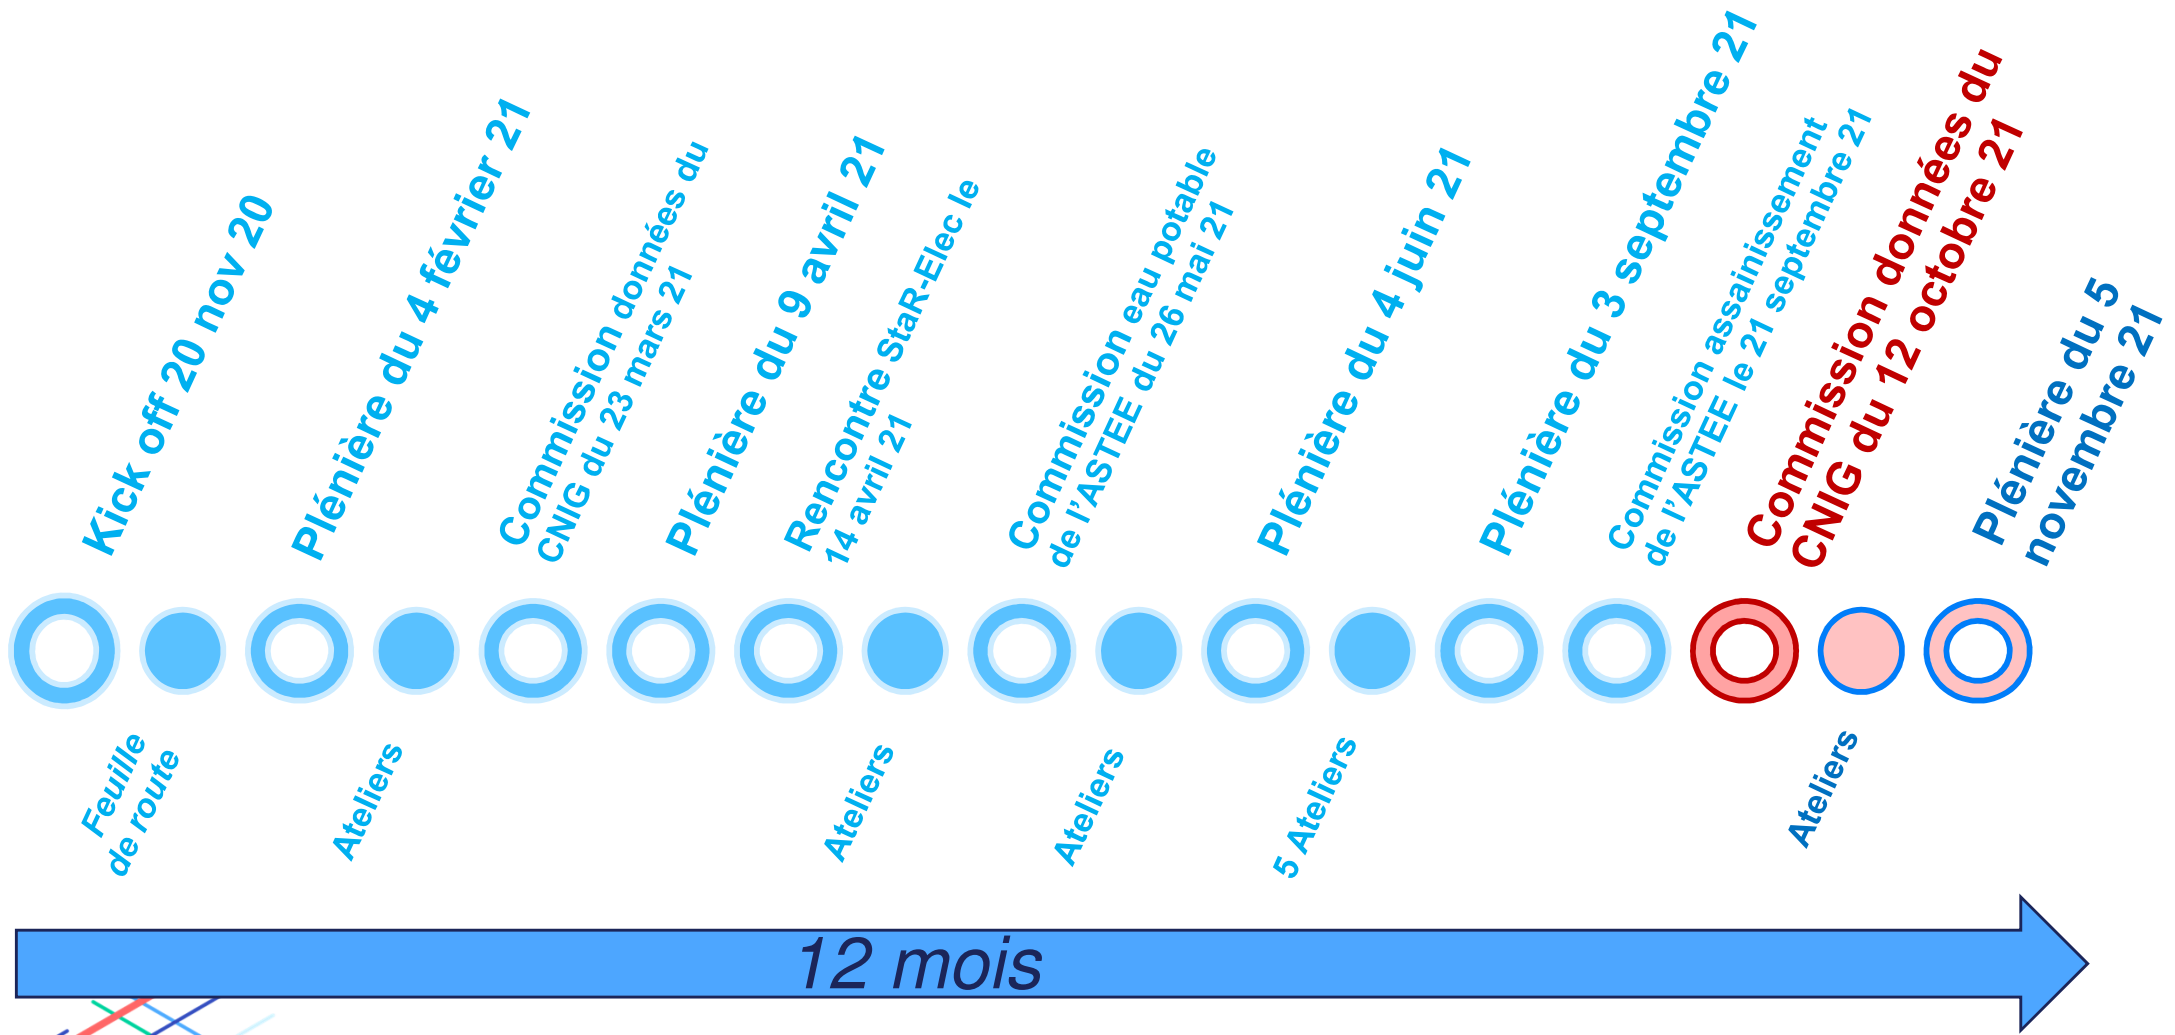 Kick off 20 nov 20
Plénière du 4 février 21
Commission données du
CNIG du 23 mars 21
Plénière du 9 avril 21
Rencontre StaR-Elec le
14 avril 21
Commission eau potable
de l'ASTEE du 26 mai 21
Plénière du 4 juin 21
Plénière du 3 septembre 21
Commission assainissement
de l'ASTEE le 21 septembre 21
Commission données du
CNIG du 12 octobre 21
Plénière du 5
novembre 21
Feuille
de route
Ateliers
Ateliers
Ateliers
5 Ateliers
Ateliers
12 mois